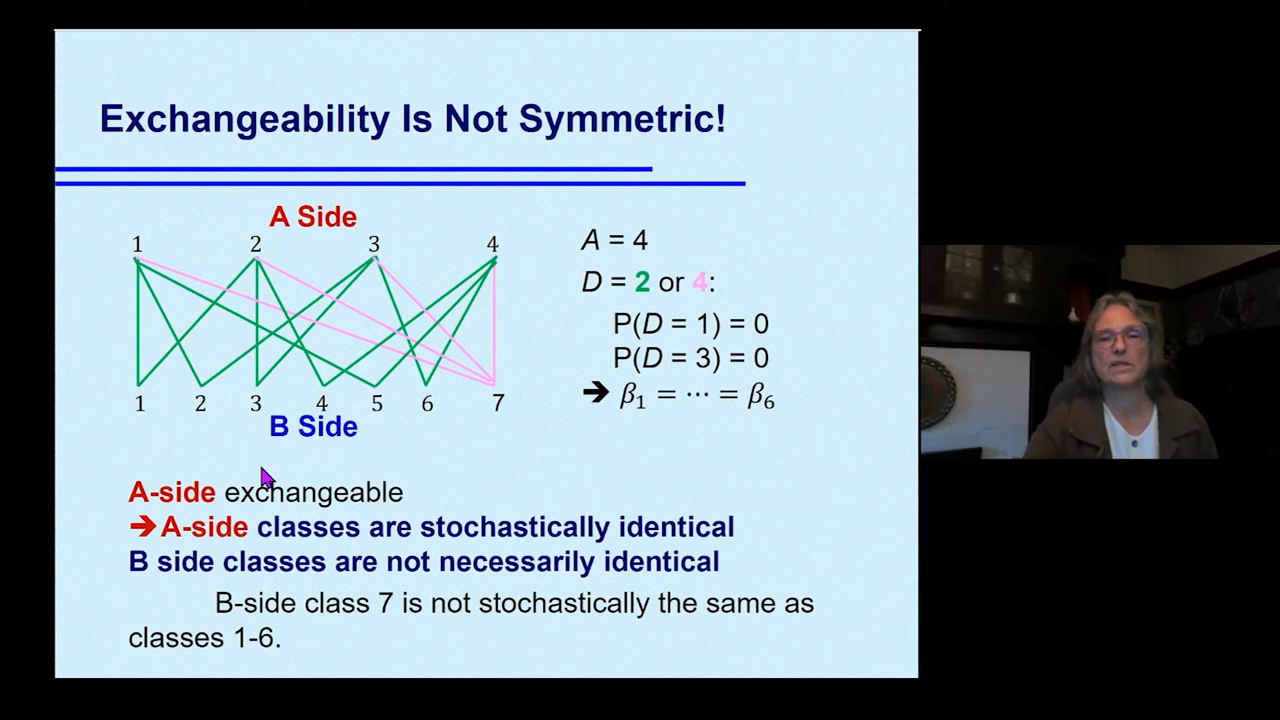 Exchangeability Is Not Symmetric!
A Side
1 2 3 4
1 2 3 4 5 6 7
B Side
A = 4
D = 2 or 4:
P(D = 1) = 0
P(D = 3) = 0
➔ β₁ = ⋯ = β₆
A-side exchangeable
➔A-side classes are stochastically identical
B side classes are not necessarily identical
B-side class 7 is not stochastically the same as
classes 1-6.